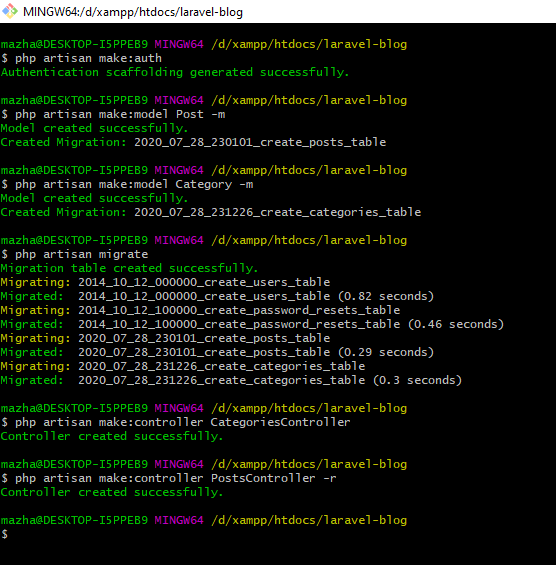 MINGW64:/d/xampp/htdocs/laravel-blog
mazha@DESKTOP-I5PPEB9 MINGW64 /d/xampp/htdocs/laravel-blog
$ php artisan make:auth
Authentication scaffolding generated successfully.
mazha@DESKTOP-I5PPEB9 MINGW64 /d/xampp/htdocs/laravel-blog
$ php artisan make:model Post -m
Model created successfully.
Created Migration: 2020_07_28_230101_create_posts_table
mazha@DESKTOP-I5PPEB9 MINGW64 /d/xampp/htdocs/laravel-blog
$ php artisan make:model Category -m
Model created successfully.
Created Migration: 2020_07_28_231226_create_categories_table
mazha@DESKTOP-I5PPEB9 MINGW64 /d/xampp/htdocs/laravel-blog
$ php artisan migrate
Migration table created successfully.
Migrating: 2014_10_12_000000_create_users_table
Migrated:  2014_10_12_000000_create_users_table (0.82 seconds)
Migrating: 2014_10_12_100000_create_password_resets_table
Migrated:  2014_10_12_100000_create_password_resets_table (0.46 seconds)
Migrating: 2020_07_28_230101_create_posts_table
Migrated:  2020_07_28_230101_create_posts_table (0.29 seconds)
Migrating: 2020_07_28_231226_create_categories_table
Migrated:  2020_07_28_231226_create_categories_table (0.3 seconds)
mazha@DESKTOP-I5PPEB9 MINGW64 /d/xampp/htdocs/laravel-blog
$ php artisan make:controller CategoriesController
Controller created successfully.
mazha@DESKTOP-I5PPEB9 MINGW64 /d/xampp/htdocs/laravel-blog
$ php artisan make:controller PostsController -r
Controller created successfully.
mazha@DESKTOP-I5PPEB9 MINGW64 /d/xampp/htdocs/laravel-blog
$